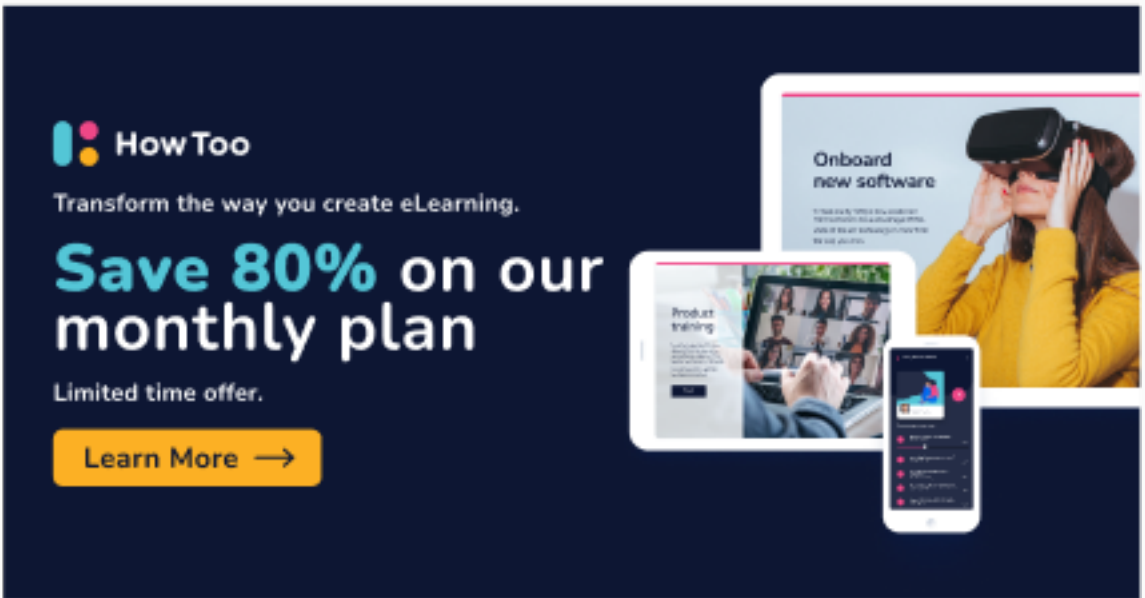 HowToo
Transform the way you create eLearning.
Save 80% on our
monthly plan
Limited time offer.
Learn More →
Onboard
new software
Product
training